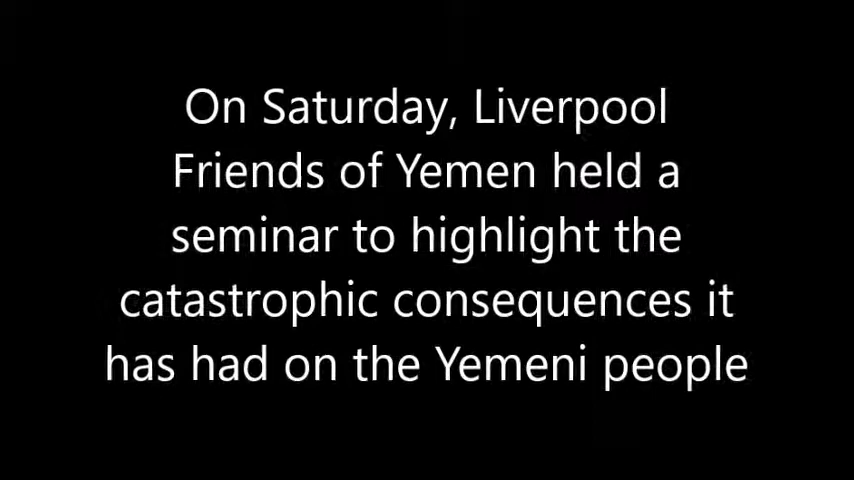 On Saturday, Liverpool
Friends of Yemen held a
seminar to highlight the
catastrophic consequences it
has had on the Yemeni people